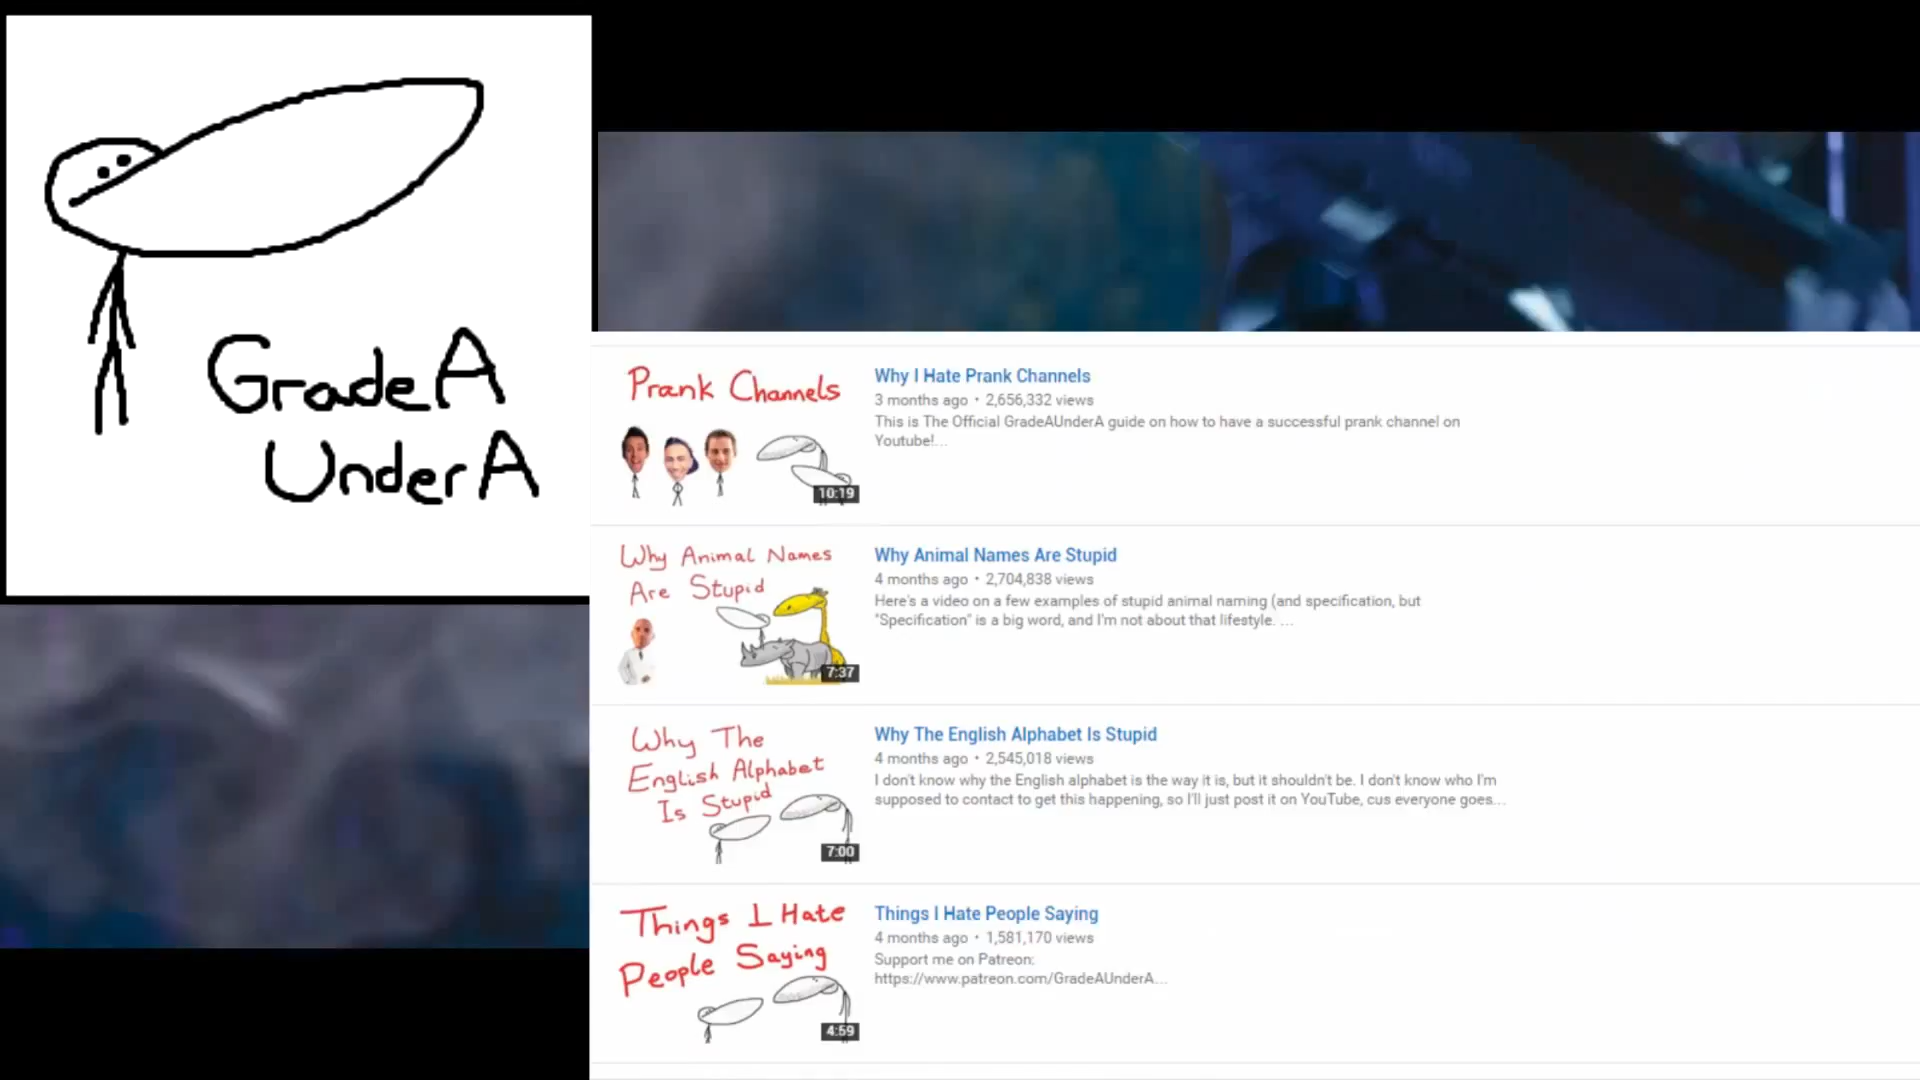 GradeA
UnderA
Prank Channels
10:19
Why I Hate Prank Channels
3 months ago • 2,656,332 views
This is The Official GradeAUnderA guide on how to have a successful prank channel on
Youtube!...
Why Animal Names
Are Stupid
7:37
Why Animal Names Are Stupid
4 months ago • 2,704,838 views
Here's a video on a few examples of stupid animal naming (and specification, but
"Specification" is a big word, and I'm not about that lifestyle. ...
Why The
English Alphabet
Is Stupid
7:00
Why The English Alphabet Is Stupid
4 months ago • 2,545,018 views
I don't know why the English alphabet is the way it is, but it shouldn't be. I don't know who I'm
supposed to contact to get this happening, so I'll just post it on YouTube, cus everyone goes...
Things I Hate
People Saying
4:59
Things I Hate People Saying
4 months ago • 1,581,170 views
Support me on Patreon:
https://www.patreon.com/GradeAUnderA...